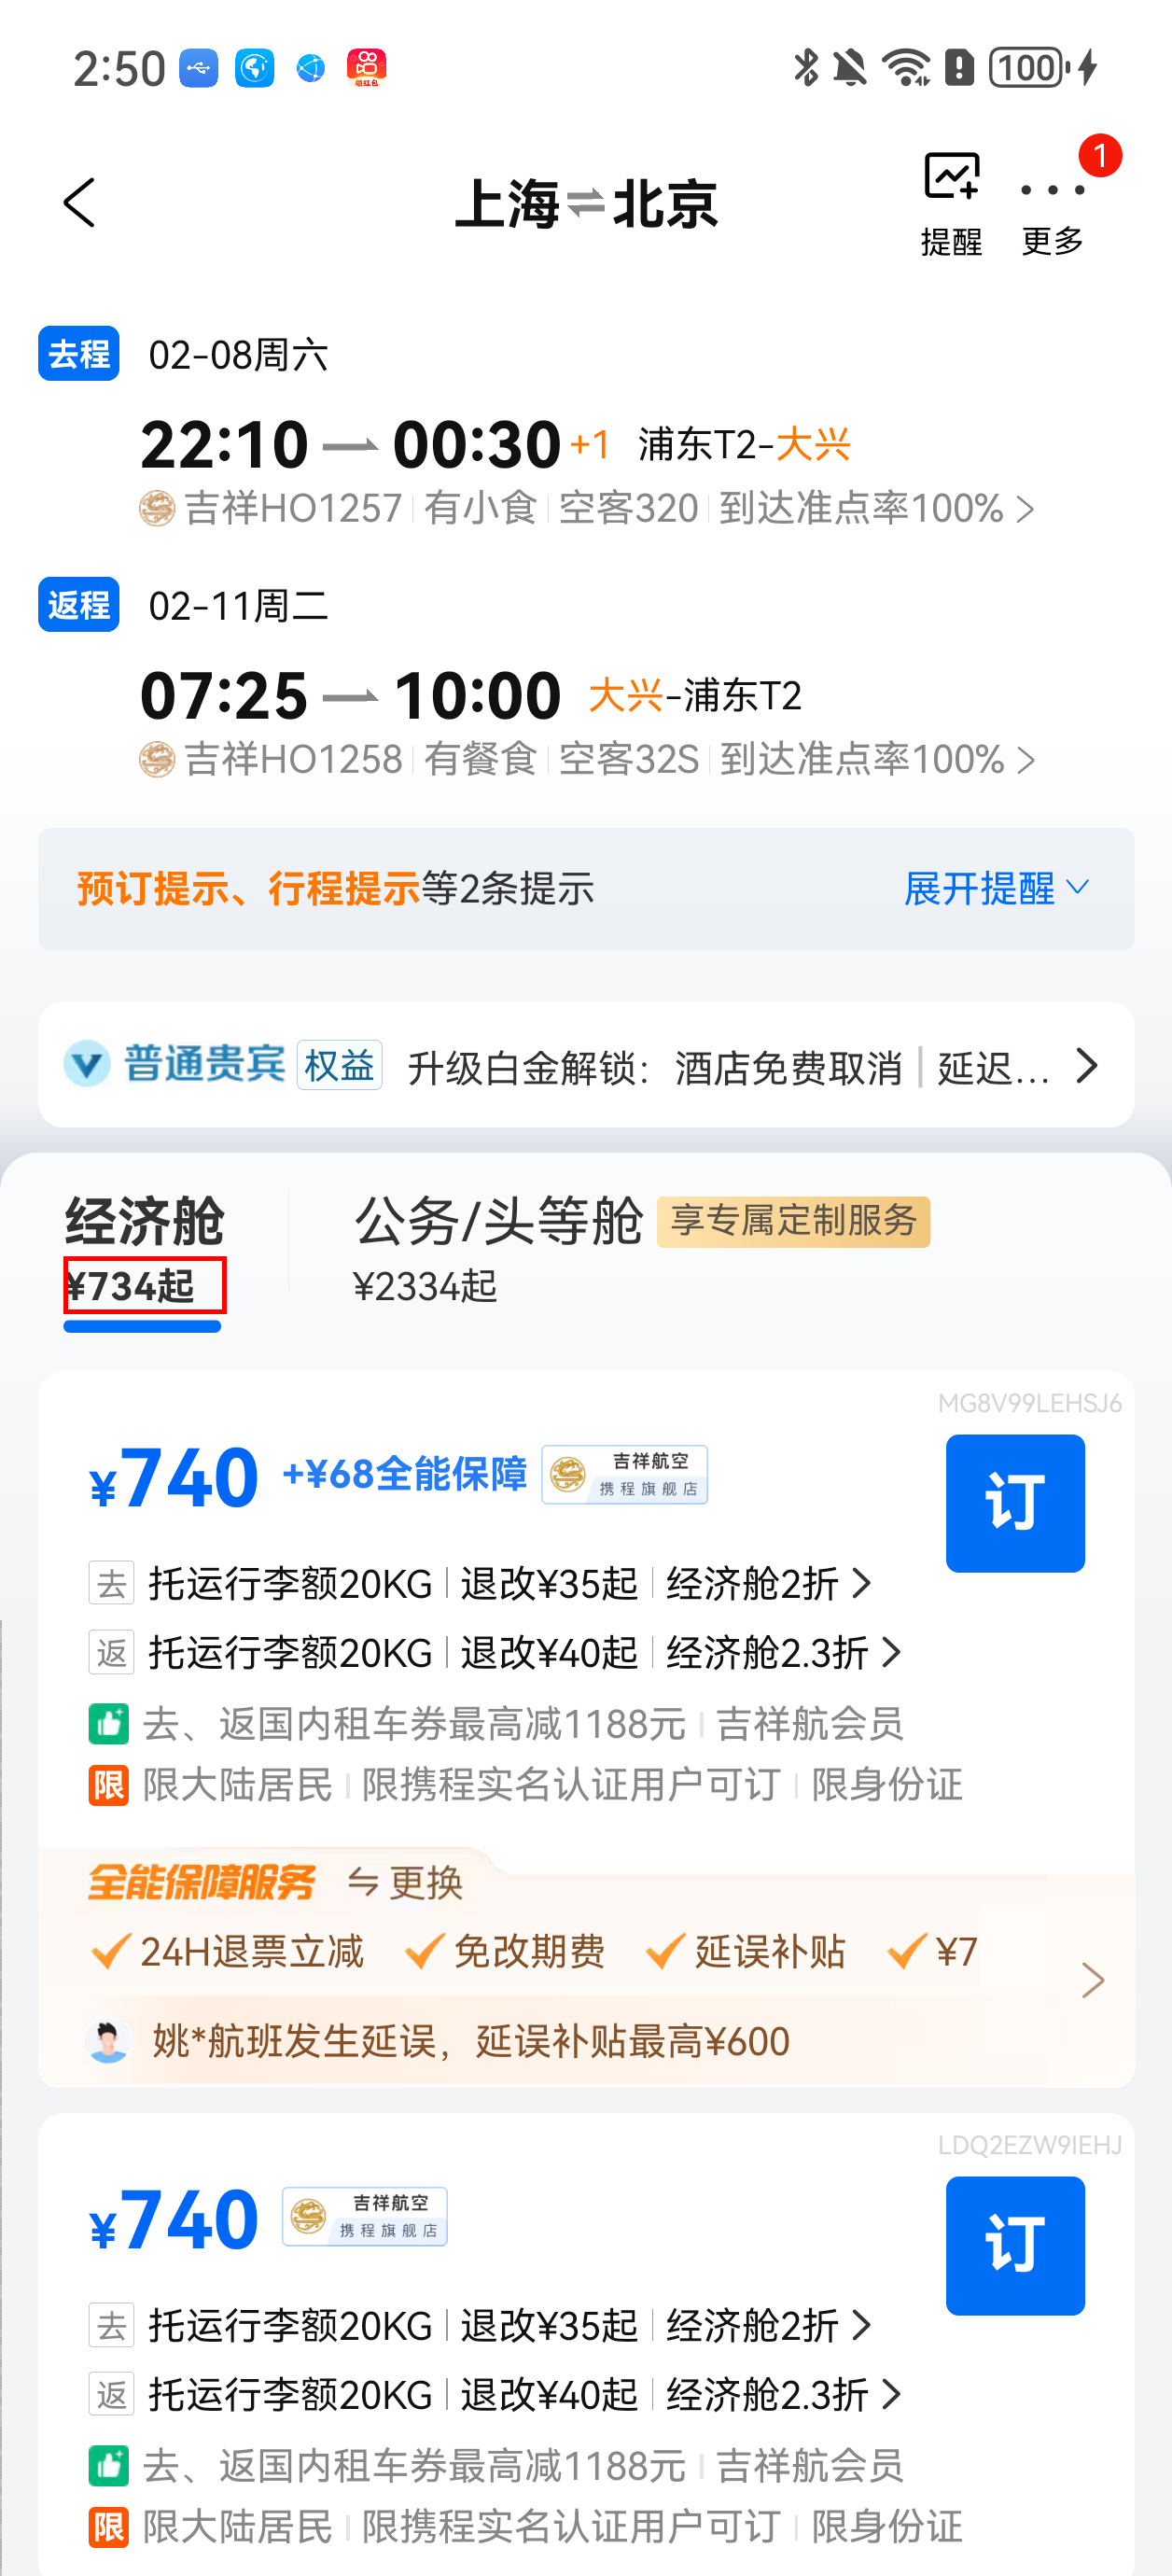 2:50 领红包 100
上海⇌北京
提醒 更多 1
去程 02-08周六
22:10 00:30+1 浦东T2-大兴
吉祥HO1257 有小食 空客320 到达准点率100%
返程 02-11周二
07:25 10:00 大兴-浦东T2
吉祥HO1258 有餐食 空客32S 到达准点率100%
预订提示、行程提示等2条提示 展开提醒
普通贵宾 权益 升级白金解锁：酒店免费取消 | 延迟...
经济舱 公务/头等舱 享专属定制服务
¥734起 ¥2334起
MG8V99LEHSJ6
¥740 +¥68全能保障 吉祥航空 携程旗舰店 订
去 托运行李额20KG 退改¥35起 经济舱2折
返 托运行李额20KG 退改¥40起 经济舱2.3折
去、返国内租车券最高减1188元 吉祥航会员
限 限大陆居民 限携程实名认证用户可订 限身份证
全能保障服务 更换
24H退票立减 免改期费 延误补贴 ¥7
姚*航班发生延误，延误补贴最高¥600
LDQ2EZW9IEHJ
¥740 吉祥航空 携程旗舰店 订
去 托运行李额20KG 退改¥35起 经济舱2折
返 托运行李额20KG 退改¥40起 经济舱2.3折
去、返国内租车券最高减1188元 吉祥航会员
限 限大陆居民 限携程实名认证用户可订 限身份证